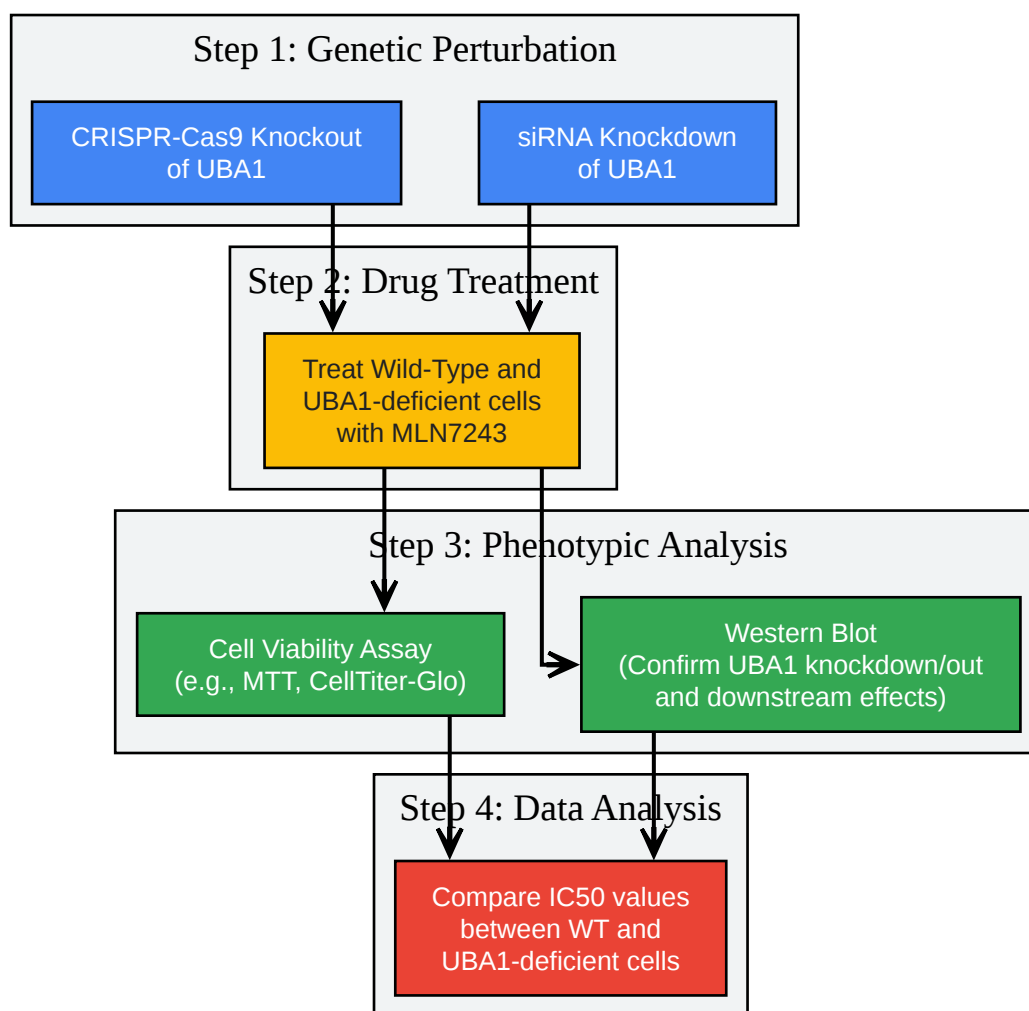 Step 1: Genetic Perturbation
CRISPR-Cas9 Knockout
of UBA1
siRNA Knockdown
of UBA1
Step 2: Drug Treatment
Treat Wild-Type and
UBA1-deficient cells
with MLN7243
Step 3: Phenotypic Analysis
Cell Viability Assay
(e.g., MTT, CellTiter-Glo)
Western Blot
(Confirm UBA1 knockdown/out
and downstream effects)
Step 4: Data Analysis
Compare IC50 values
between WT and
UBA1-deficient cells